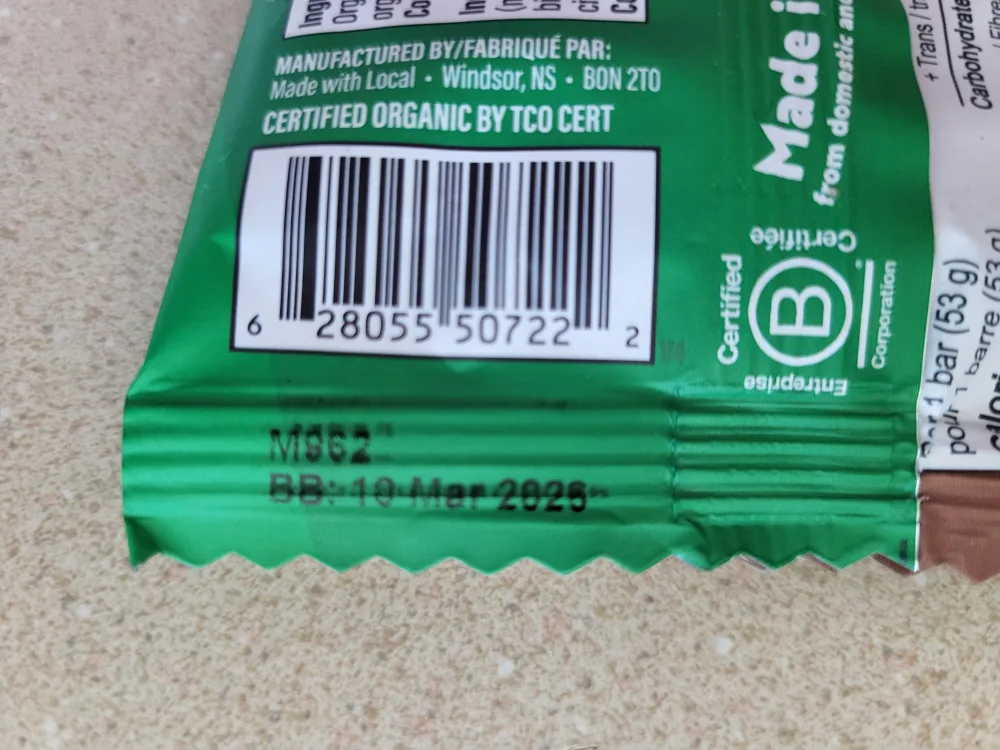 MANUFACTURED BY/FABRIQUÉ PAR:
Made with Local • Windsor, NS • B0N 2T0
CERTIFIED ORGANIC BY TCO CERT
6 28055 50722 2
V4
M962
BB: 10 Mar 2026
Made i
from domestic and
Certified
Certifiée
B
Corporation
Entreprise
+ Trans / tr
Carbohydrate
/ Fibre
1 bar (53 g)
pour 1 barre (53 g)